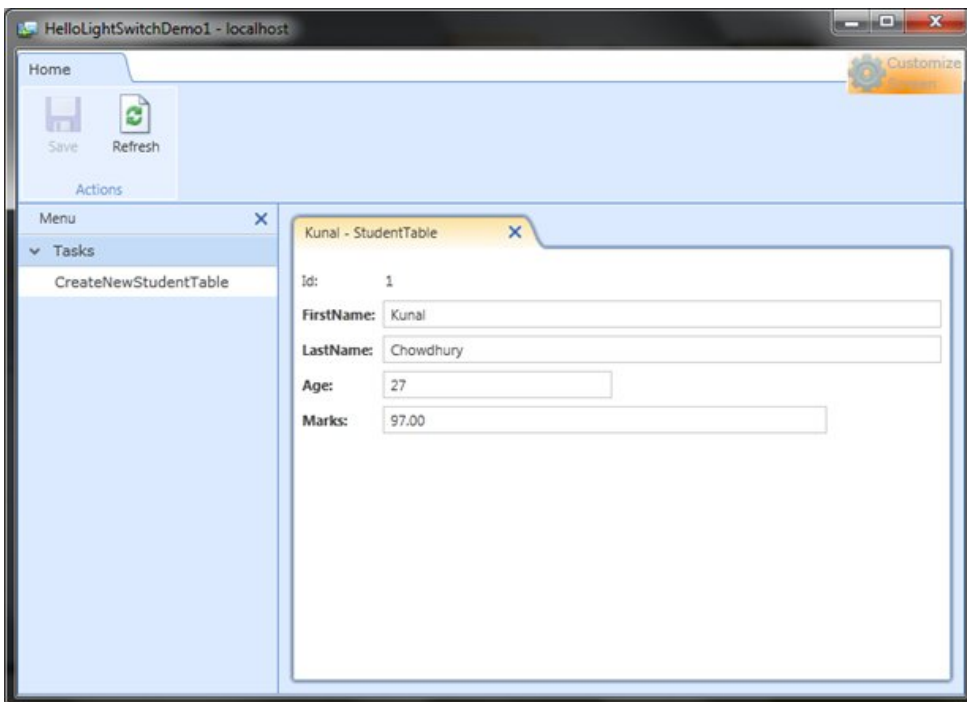 HelloLightSwitchDemo1 - localhost
Home
Customize
Screen
Save
Refresh
Actions
Menu
Tasks
CreateNewStudentTable
Kunal - StudentTable
Id: 1
FirstName: Kunal
LastName: Chowdhury
Age: 27
Marks: 97.00